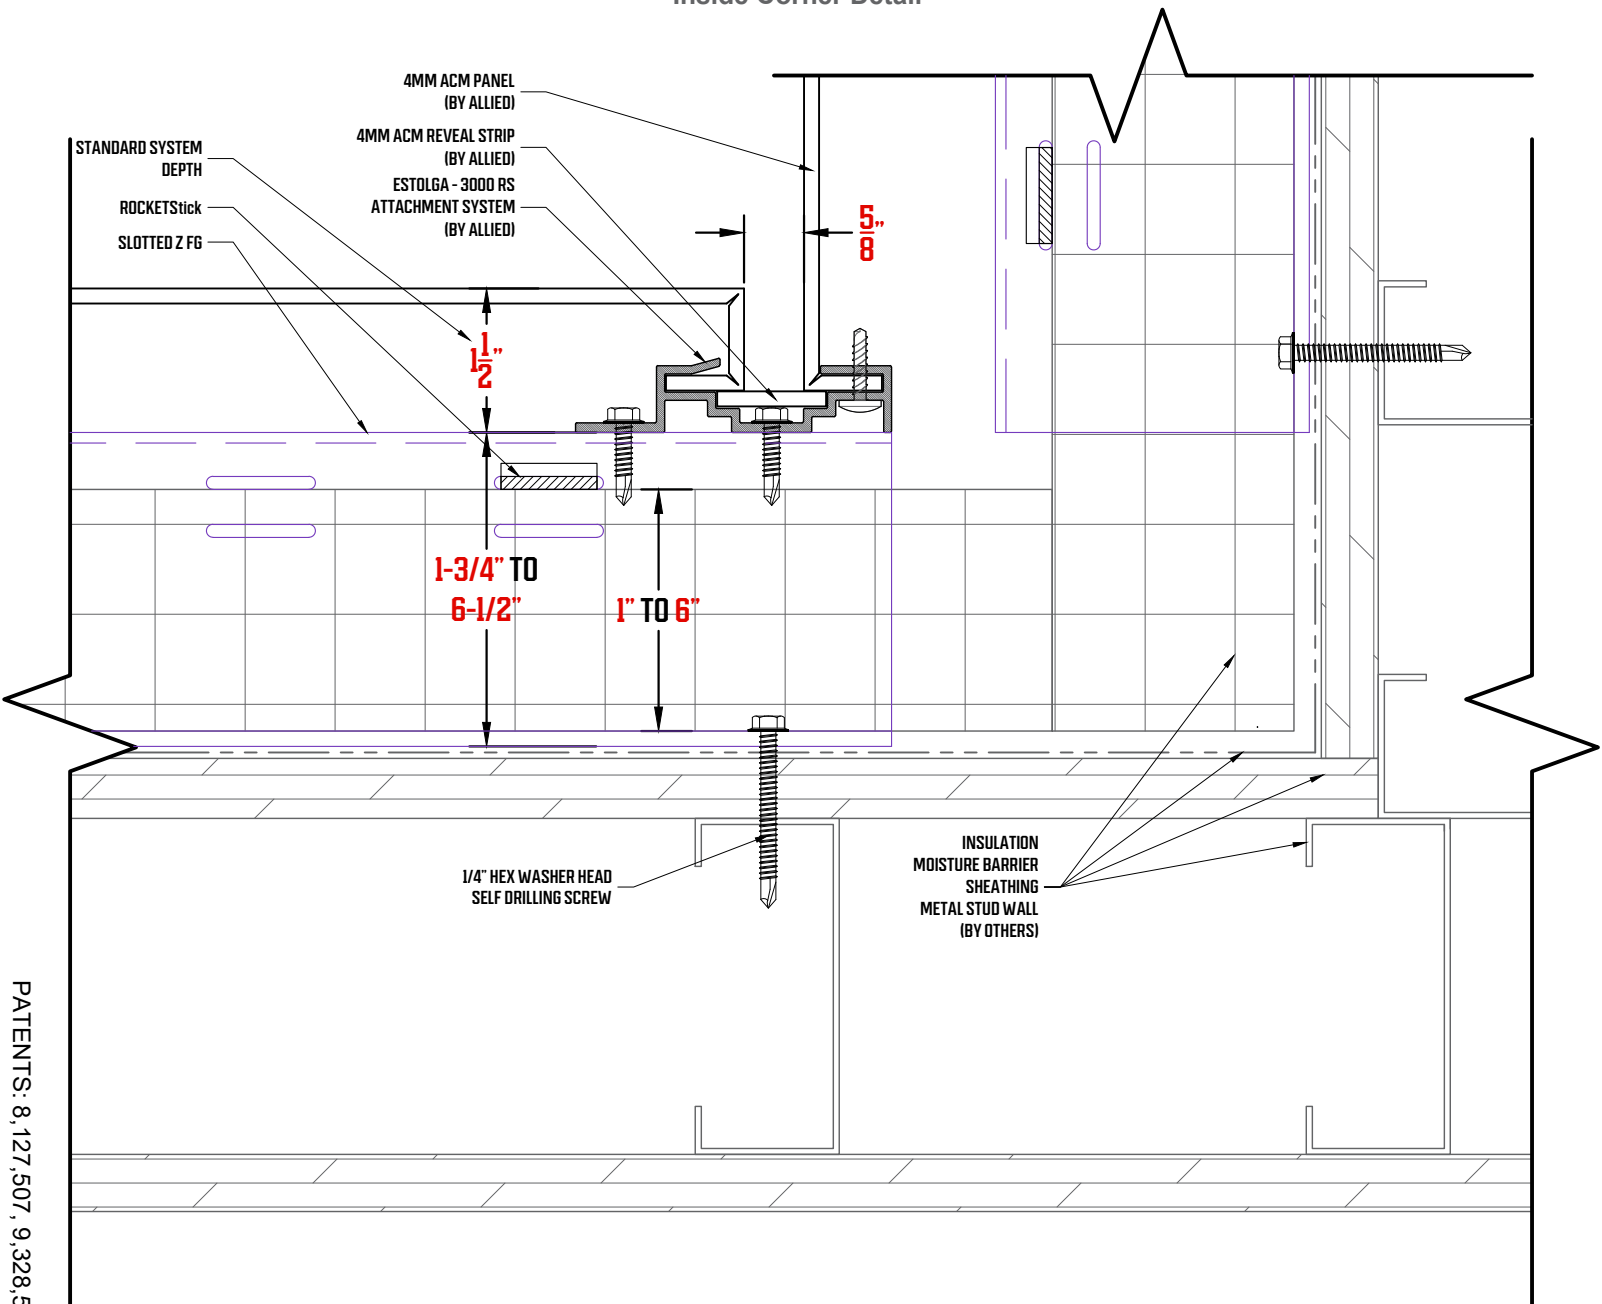 Inside Corner Detail
4MM ACM PANEL
(BY ALLIED)
4MM ACM REVEAL STRIP
(BY ALLIED)
ESTOLGA - 3000 RS
ATTACHMENT SYSTEM
(BY ALLIED)
STANDARD SYSTEM
DEPTH
ROCKETStick
SLOTTED Z FG
5/8"
1 1/2"
1-3/4" TO
6-1/2"
1" TO 6"
1/4" HEX WASHER HEAD
SELF DRILLING SCREW
INSULATION
MOISTURE BARRIER
SHEATHING
METAL STUD WALL
(BY OTHERS)
PATENTS: 8,127,507, 9,328,5